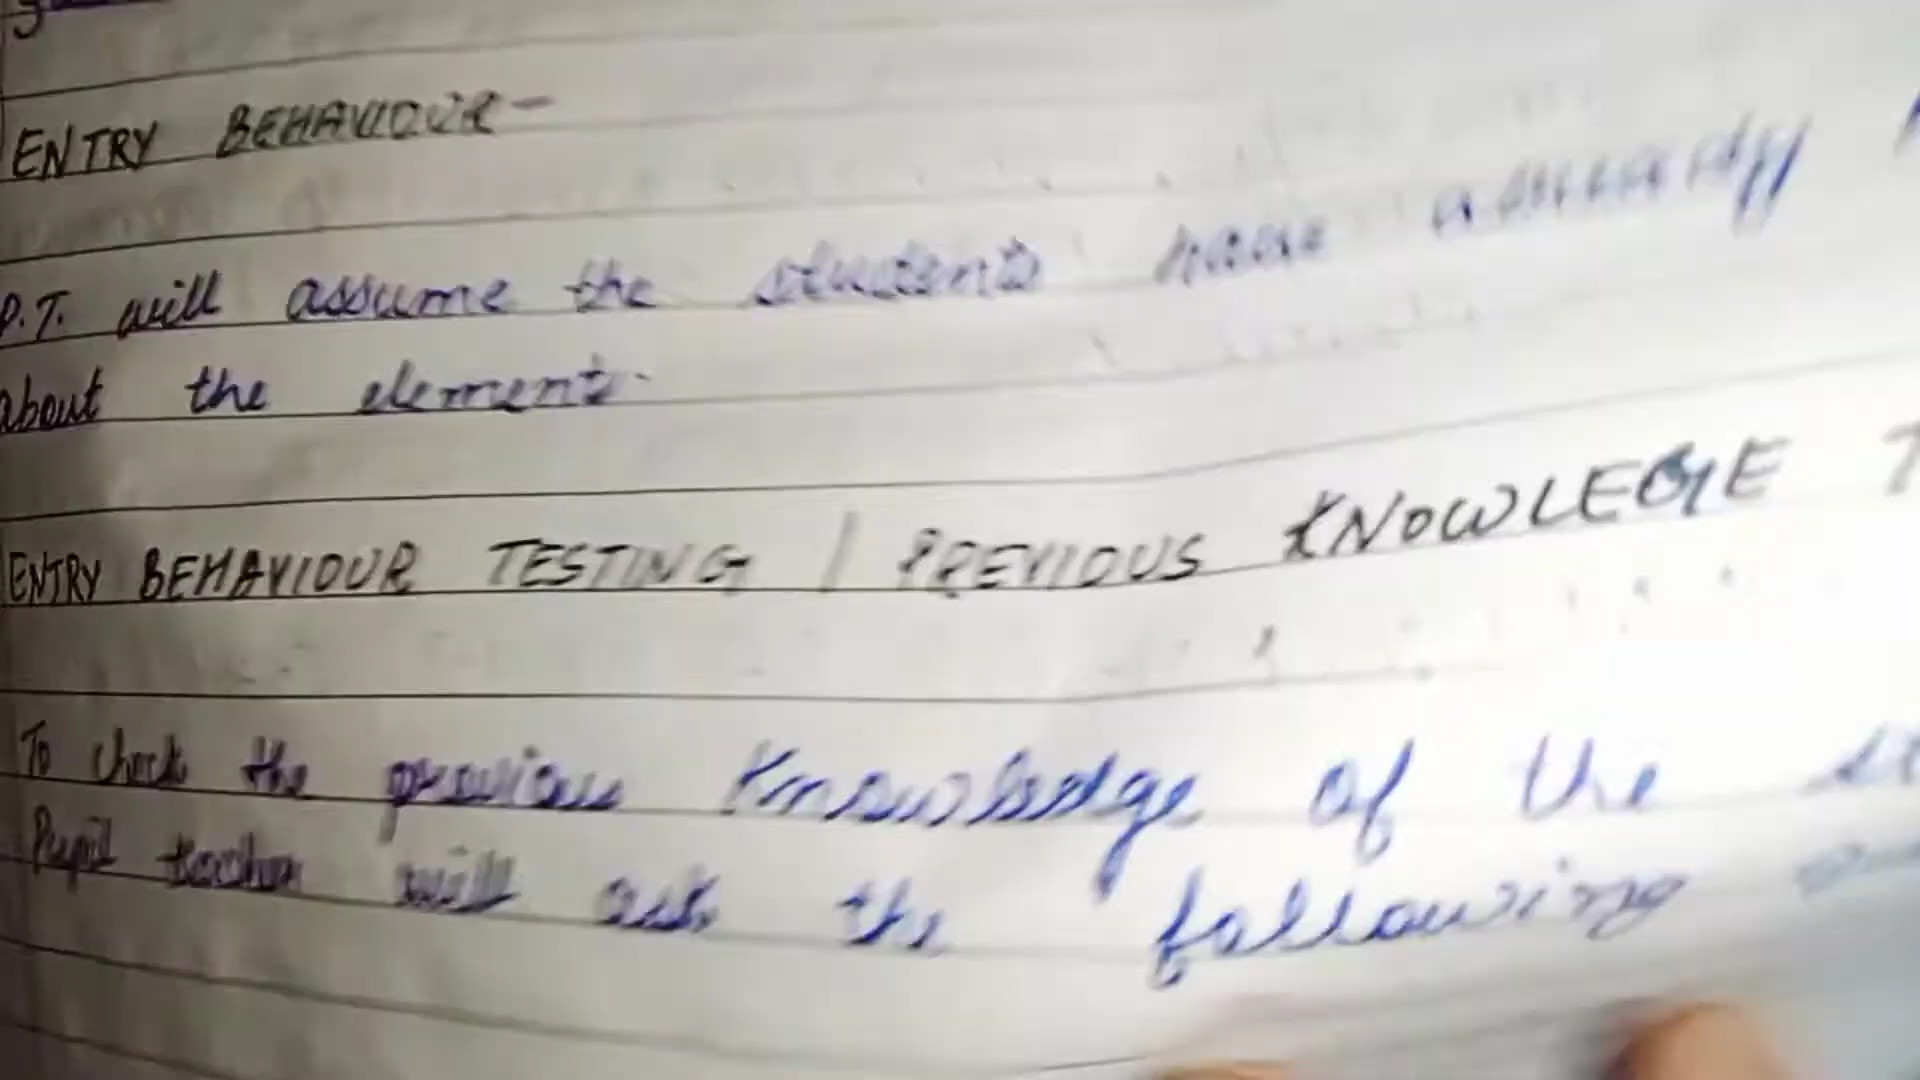 ENTRY BEHAVIOUR-
P.T. will assume the students have already
about the elements.
ENTRY BEHAVIOUR TESTING / PREVIOUS KNOWLEGE
To check the previous knowledge of the
Pupil teacher will ask the following